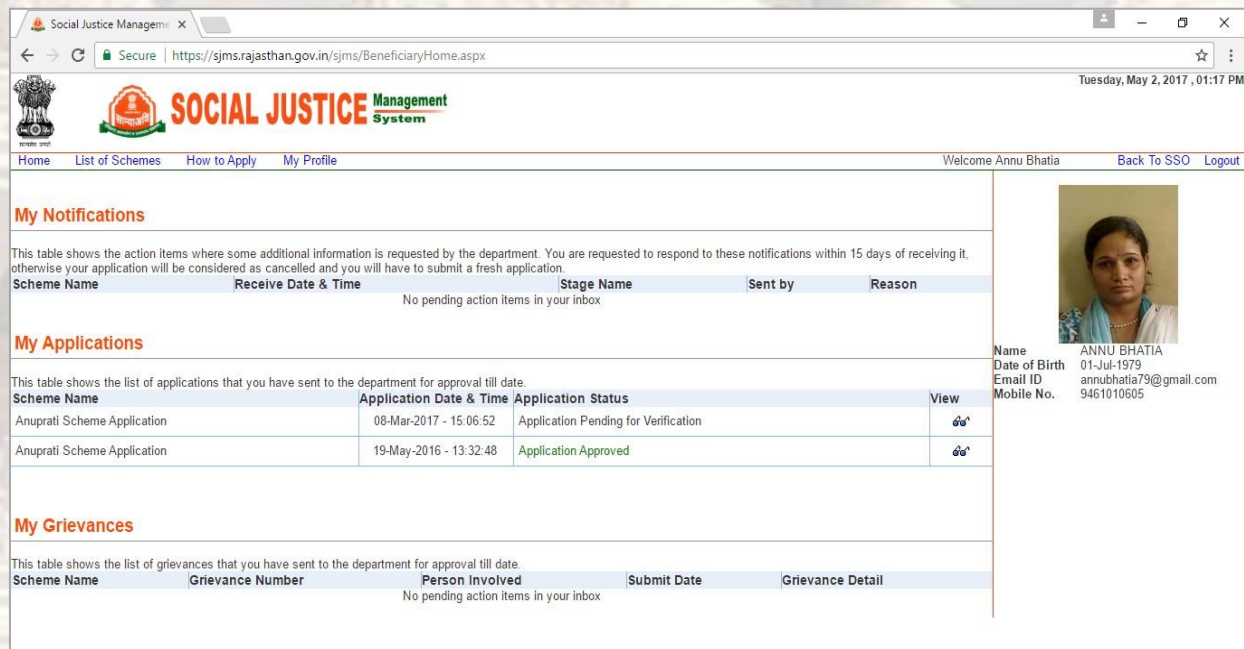 Social Justice Manageme
Secure | https://sjms.rajasthan.gov.in/sjms/BeneficiaryHome.aspx
Tuesday, May 2, 2017 , 01:17 PM
SOCIAL JUSTICE Management System
सत्यमेव जयते
Home List of Schemes How to Apply My Profile Welcome Annu Bhatia Back To SSO Logout
My Notifications
This table shows the action items where some additional information is requested by the department. You are requested to respond to these notifications within 15 days of receiving it,
otherwise your application will be considered as cancelled and you will have to submit a fresh application.
Scheme Name Receive Date & Time Stage Name Sent by Reason
No pending action items in your inbox
My Applications
This table shows the list of applications that you have sent to the department for approval till date.
Scheme Name Application Date & Time Application Status View
Anuprati Scheme Application 08-Mar-2017 - 15:06:52 Application Pending for Verification
Anuprati Scheme Application 19-May-2016 - 13:32:48 Application Approved
My Grievances
This table shows the list of grievances that you have sent to the department for approval till date.
Scheme Name Grievance Number Person Involved Submit Date Grievance Detail
No pending action items in your inbox
Name ANNU BHATIA
Date of Birth 01-Jul-1979
Email ID annubhatia79@gmail.com
Mobile No. 9461010605